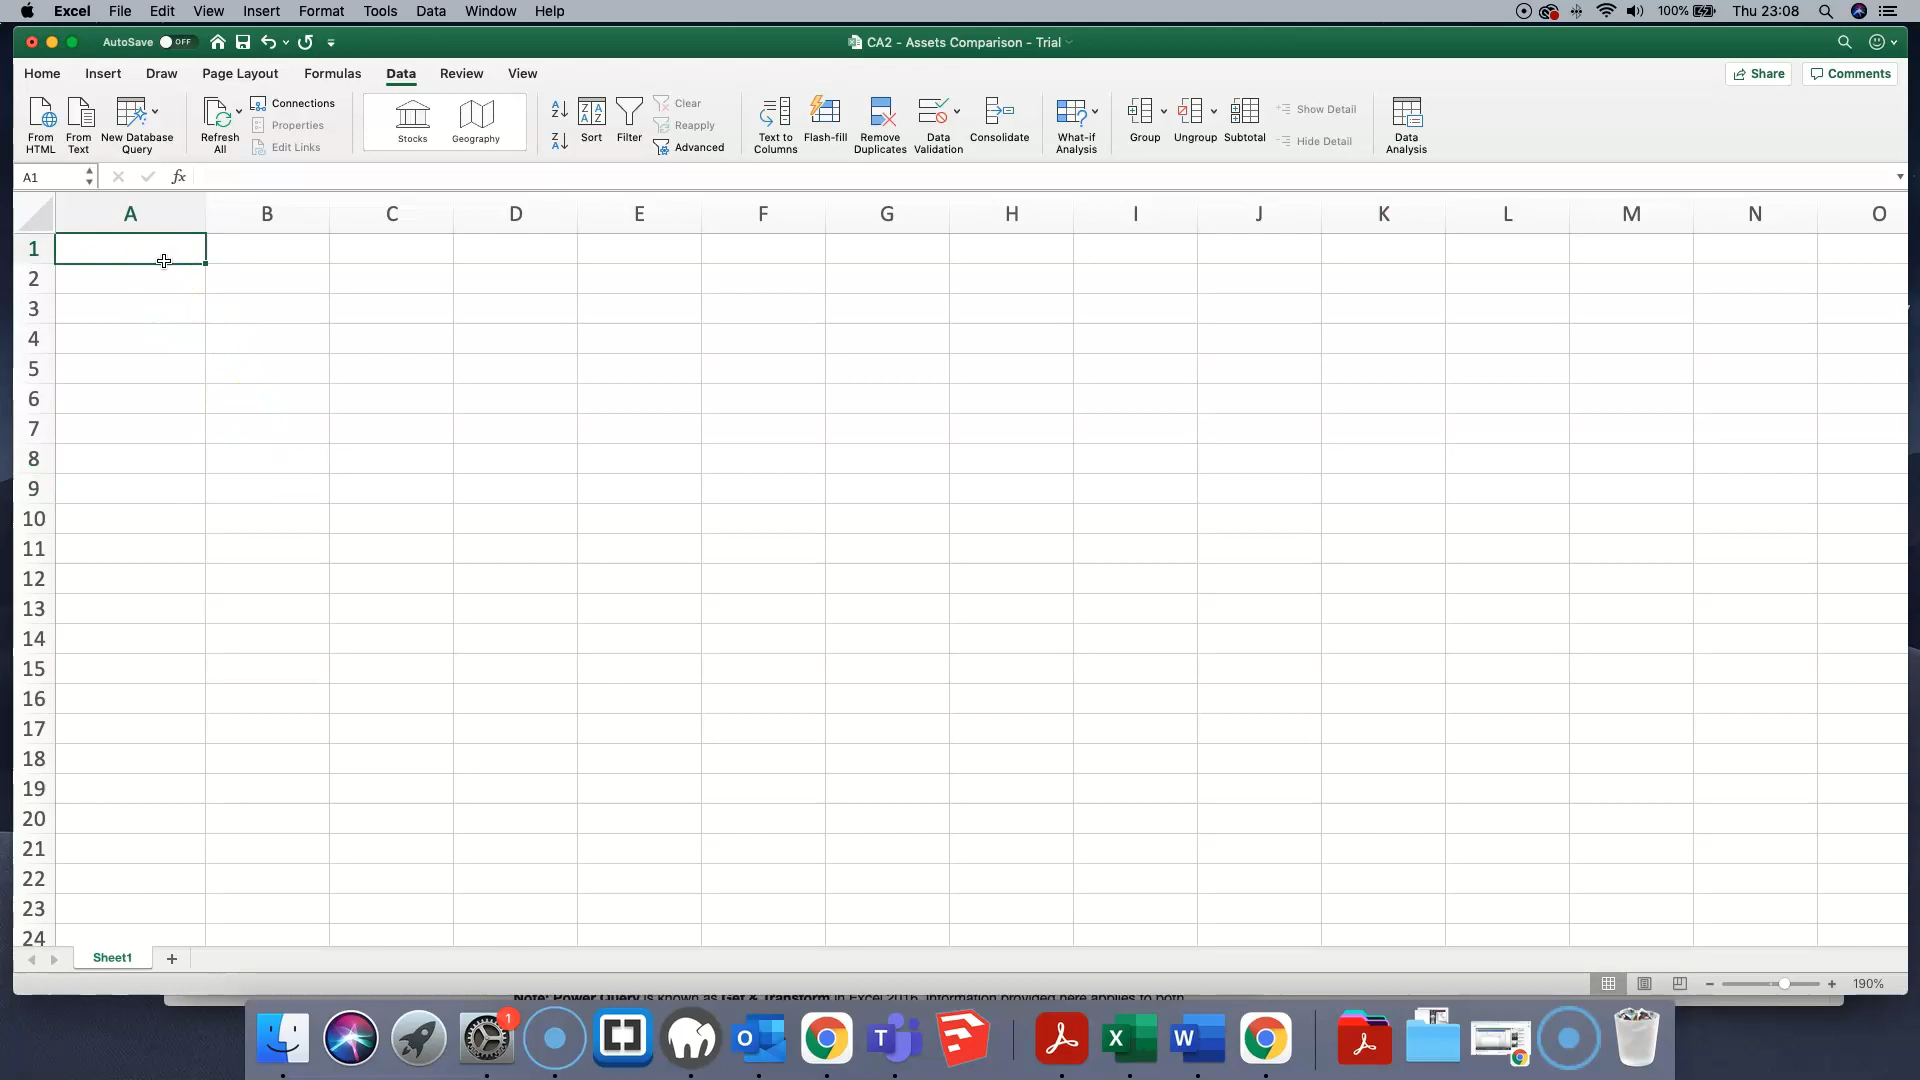 Excel File Edit View Insert Format Tools Data Window Help 100% Thu 23:08
AutoSave OFF CA2 - Assets Comparison - Trial
Home Insert Draw Page Layout Formulas Data Review View Share Comments
From HTML
From Text
New Database Query
Refresh All
Connections
Properties
Edit Links
Stocks
Geography
Sort
Filter
Clear
Reapply
Advanced
Text to Columns
Flash-fill
Remove Duplicates
Data Validation
Consolidate
What-if Analysis
Group
Ungroup
Subtotal
Show Detail
Hide Detail
Data Analysis
A1 fx
A B C D E F G H I J K L M N O
1
2
3
4
5
6
7
8
9
10
11
12
13
14
15
16
17
18
19
20
21
22
23
24
Sheet1 +
190%
Note: Power Query is known as Get & Transform in Excel 2016. Information provided here applies to both.
1